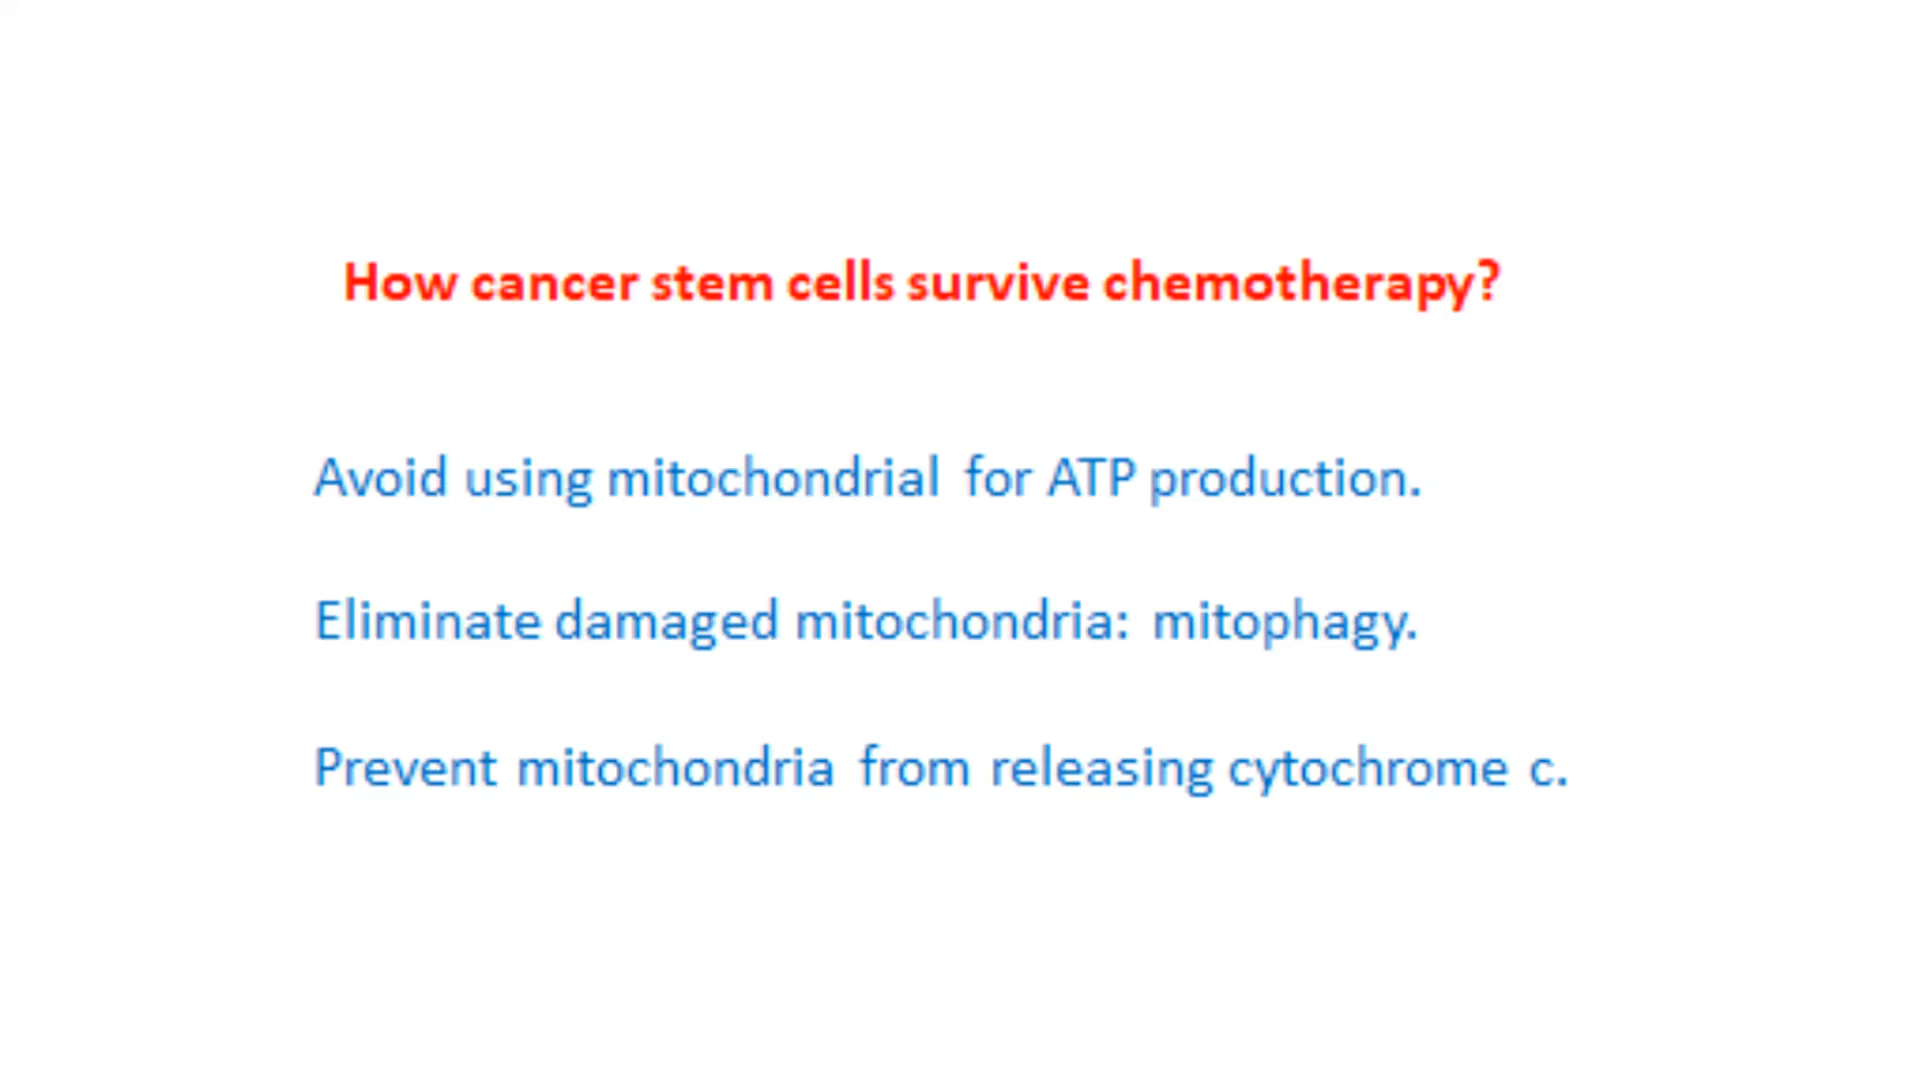 How cancer stem cells survive chemotherapy?
Avoid using mitochondrial for ATP production.
Eliminate damaged mitochondria: mitophagy.
Prevent mitochondria from releasing cytochrome c.